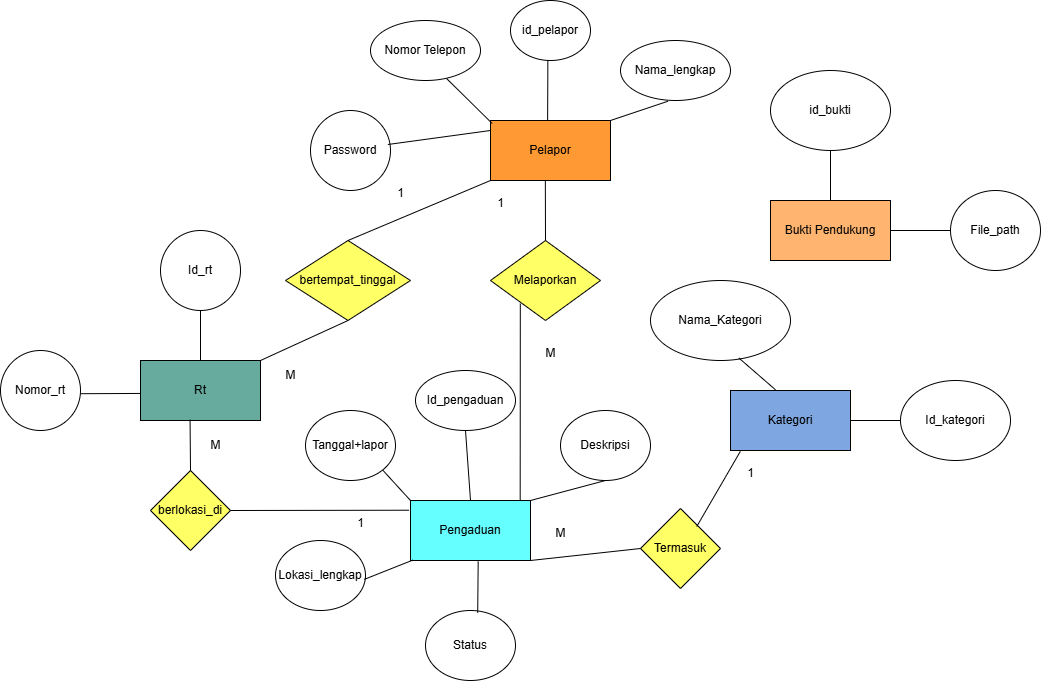 id_pelapor
Nomor Telepon
Nama_lengkap
id_bukti
Password
Pelapor
1
1
Bukti Pendukung
File_path
Id_rt
bertempat_tinggal
Melaporkan
Nama_Kategori
M
M
Nomor_rt
Rt
Id_pengaduan
Kategori
Id_kategori
M
Tanggal+lapor
Deskripsi
1
berlokasi_di
1
Pengaduan
M
Termasuk
Lokasi_lengkap
Status